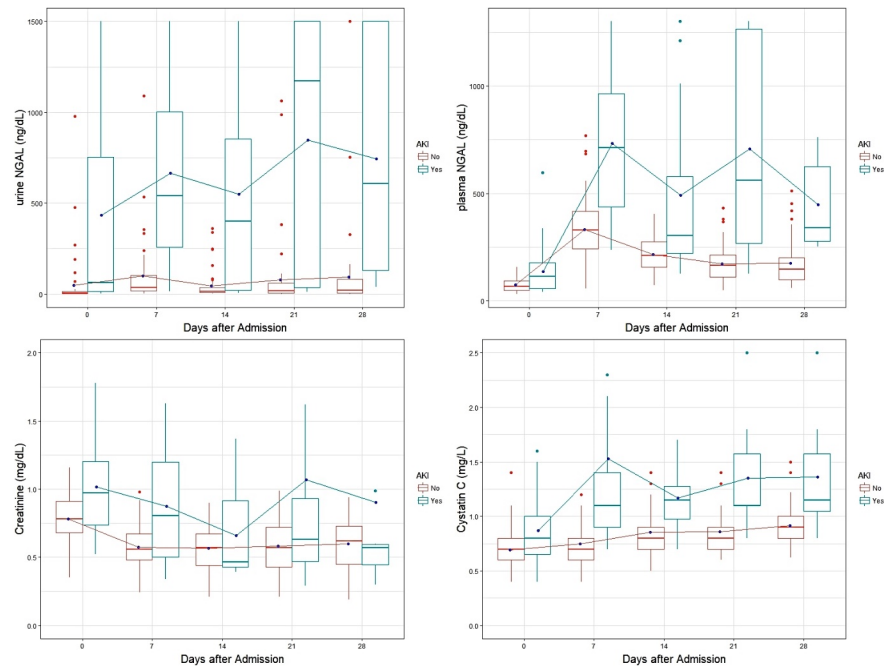 1500
1000
500
0
urine NGAL (ng/dL)
0 7 14 21 28
Days after Admission
AKI
No
Yes
1000
500
0
plasma NGAL (ng/dL)
0 7 14 21 28
Days after Admission
AKI
No
Yes
2.0
1.5
1.0
0.5
0.0
Creatinine (mg/dL)
0 7 14 21 28
Days after Admission
AKI
No
Yes
2.5
2.0
1.5
1.0
0.5
0.0
Cystatin C (mg/L)
0 7 14 21 28
Days after Admission
AKI
No
Yes